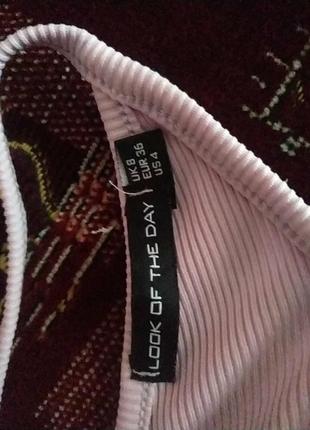 LOOK OF THE DAY
UK 8
EUR 36
US 4